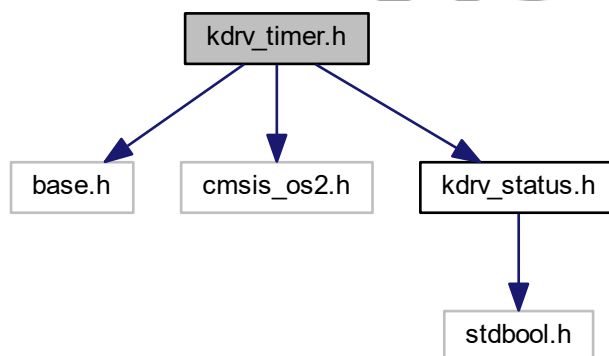 kdrv_timer.h
base.h
cmsis_os2.h
kdrv_status.h
stdbool.h